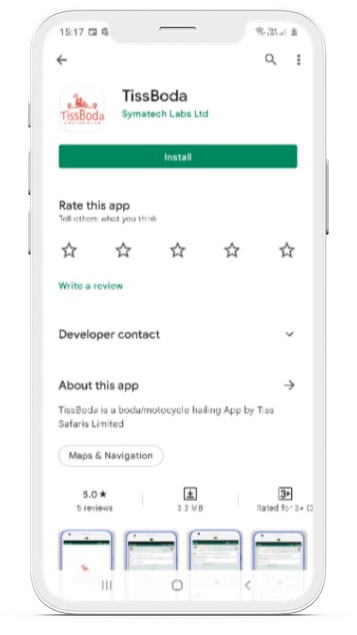 15:17
TissBoda
TissBoda
Symatech Labs Ltd
Install
Rate this app
Tell others what you think
Write a review
Developer contact
About this app
TissBoda is a boda/motocycle hailing App by Tiss
Safaris Limited
Maps & Navigation
5.0★ 3+
5 reviews 3.3 MB Rated for 3+